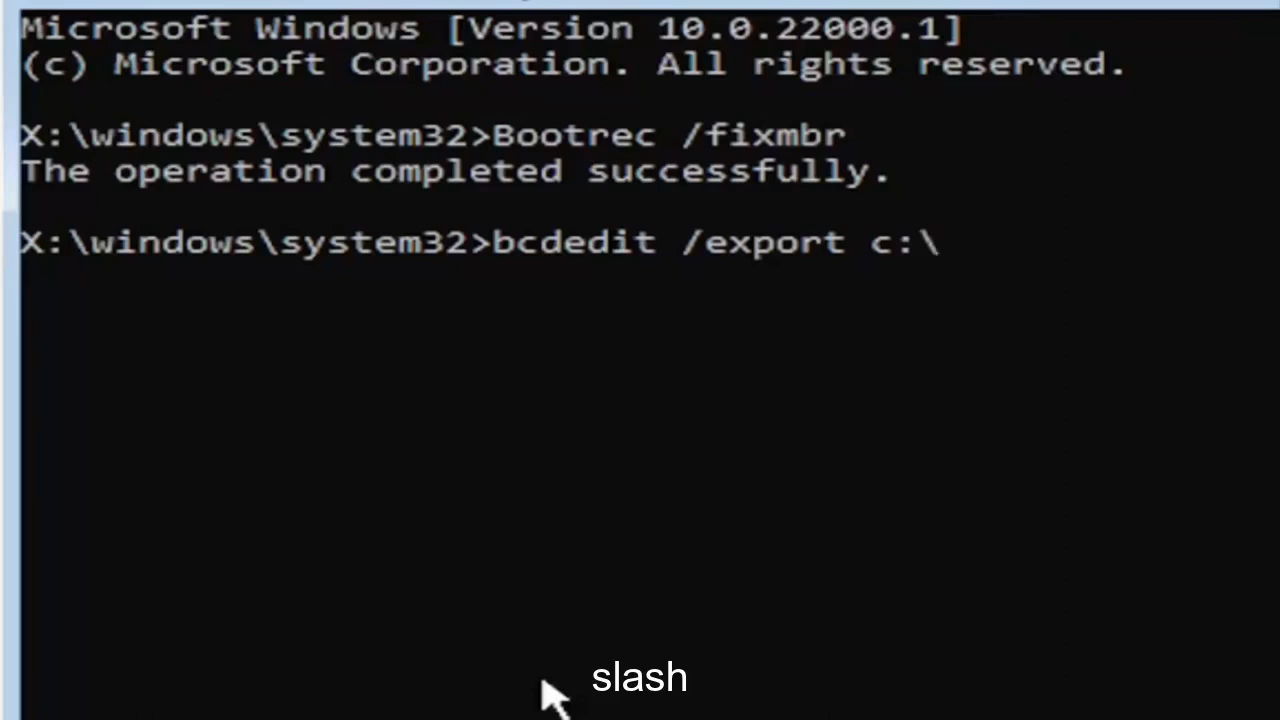 Microsoft Windows [Version 10.0.22000.1]
(c) Microsoft Corporation. All rights reserved.
X:\windows\system32>Bootrec /fixmbr
The operation completed successfully.
X:\windows\system32>bcdedit /export c:\
slash